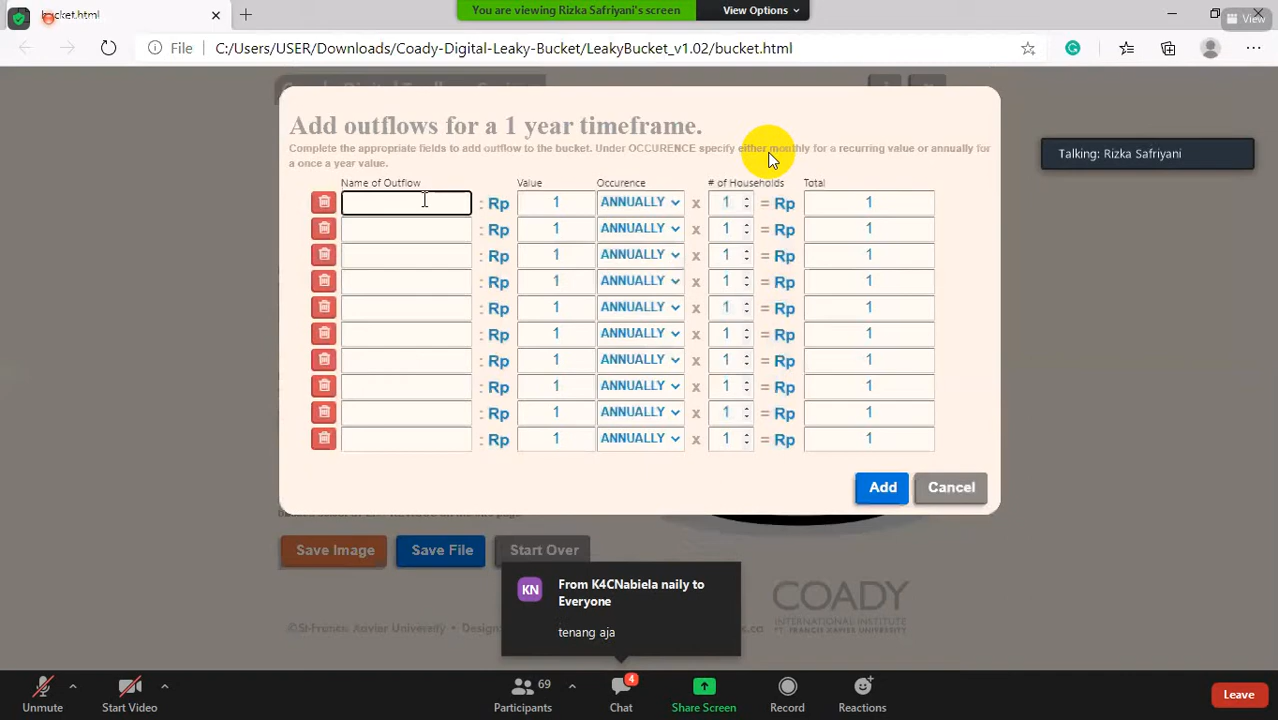 bucket.html
You are viewing Rizka Safriyani's screen
View Options
View
File
C:/Users/USER/Downloads/Coady-Digital-Leaky-Bucket/LeakyBucket_v1.02/bucket.html
Add outflows for a 1 year timeframe.
Talking: Rizka Safriyani
Complete the appropriate fields to add outflow to the bucket. Under OCCURENCE specify either monthly for a recurring value or annually for
a once a year value.
Name of Outflow Value Occurence # of Households Total
: Rp 1 ANNUALLY x 1 = Rp 1
: Rp 1 ANNUALLY x 1 = Rp 1
: Rp 1 ANNUALLY x 1 = Rp 1
: Rp 1 ANNUALLY x 1 = Rp 1
: Rp 1 ANNUALLY x 1 = Rp 1
: Rp 1 ANNUALLY x 1 = Rp 1
: Rp 1 ANNUALLY x 1 = Rp 1
: Rp 1 ANNUALLY x 1 = Rp 1
: Rp 1 ANNUALLY x 1 = Rp 1
: Rp 1 ANNUALLY x 1 = Rp 1
Add Cancel
Save Image Save File Start Over
KN
From K4CNabiela naily to
Everyone
tenang aja
COADY
INTERNATIONAL INSTITUTE
ST. FRANCIS XAVIER UNIVERSITY
©St-Francis Xavier University • Design
Unmute
Start Video
69
Participants
4
Chat
Share Screen
Record
Reactions
Leave